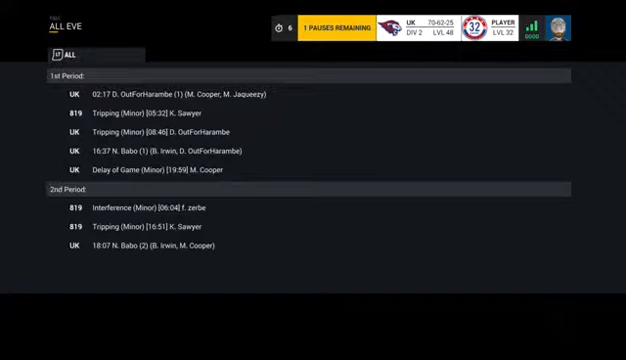 ALL EVE
6
1 PAUSES REMAINING
UK 70-62-25
DIV 2 LVL 48
32
PLAYER
LVL 32
GOOD
ALL
1st Period:
UK 02:17 D. OutForHarambe (1) (M. Cooper, M. Jaqueezy)
819 Tripping (Minor) [05:32] K. Sawyer
UK Tripping (Minor) [08:46] D. OutForHarambe
UK 16:37 N. Babo (1) (B. Irwin, D. OutForHarambe)
UK Delay of Game (Minor) [19:59] M. Cooper
2nd Period:
819 Interference (Minor) [06:04] f. zerbe
819 Tripping (Minor) [16:51] K. Sawyer
UK 18:07 N. Babo (2) (B. Irwin, M. Cooper)